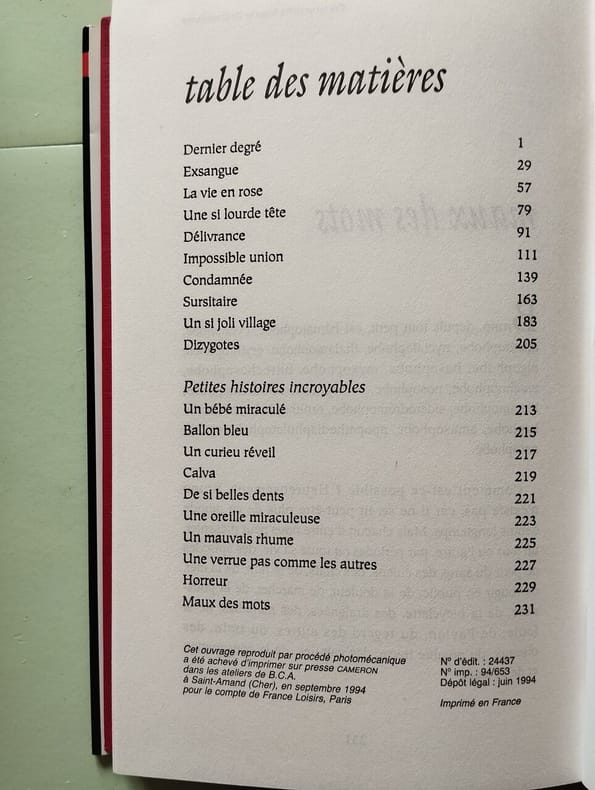 table des matières
Dernier degré 1
Exsangue 29
La vie en rose 57
Une si lourde tête 79
Délivrance 91
Impossible union 111
Condamnée 139
Sursitaire 163
Un si joli village 183
Dizygotes 205
Petites histoires incroyables
Un bébé miraculé 213
Ballon bleu 215
Un curieu réveil 217
Calva 219
De si belles dents 221
Une oreille miraculeuse 223
Un mauvais rhume 225
Une verrue pas comme les autres 227
Horreur 229
Maux des mots 231
Cet ouvrage reproduit par procédé photomécanique
a été achevé d'imprimer sur presse CAMERON
dans les ateliers de B.C.A.
à Saint-Amand (Cher), en septembre 1994
pour le compte de France Loisirs, Paris
N° d'édit. : 24437
N° imp. : 94/653
Dépôt légal : juin 1994
Imprimé en France